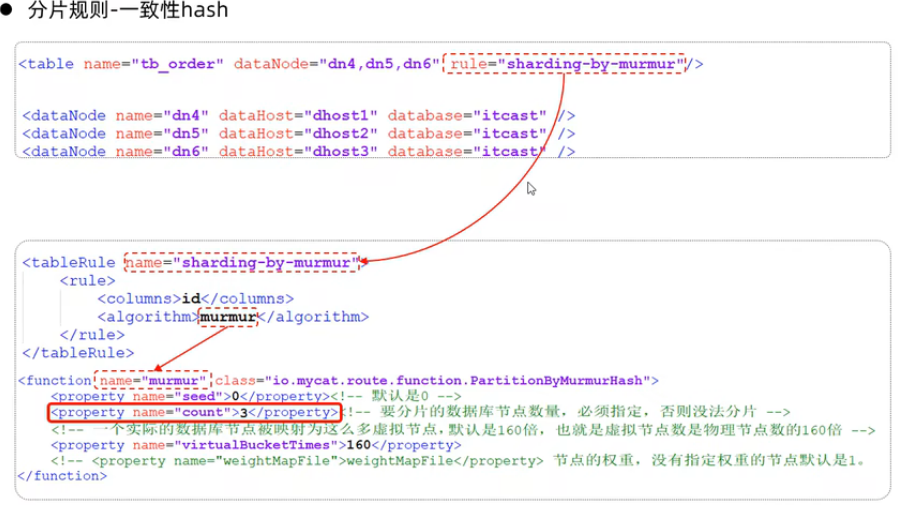 ● 分片规则-一致性hash
<table name="tb_order" dataNode="dn4,dn5,dn6" rule="sharding-by-murmur"/>
<dataNode name="dn4" dataHost="dhost1" database="itcast" />
<dataNode name="dn5" dataHost="dhost2" database="itcast" />
<dataNode name="dn6" dataHost="dhost3" database="itcast" />
<tableRule name="sharding-by-murmur">
<rule>
<columns>id</columns>
<algorithm>murmur</algorithm>
</rule>
</tableRule>
<function name="murmur" class="io.mycat.route.function.PartitionByMurmurHash">
<property name="seed">0</property><!-- 默认是0 -->
<property name="count">3</property><!-- 要分片的数据库节点数量，必须指定，否则没法分片 -->
<!-- 一个实际的数据库节点被映射为这么多虚拟节点，默认是160倍，也就是虚拟节点数是物理节点数的160倍 -->
<property name="virtualBucketTimes">160</property>
<!-- <property name="weightMapFile">weightMapFile</property> 节点的权重，没有指定权重的节点默认是1。
</function>